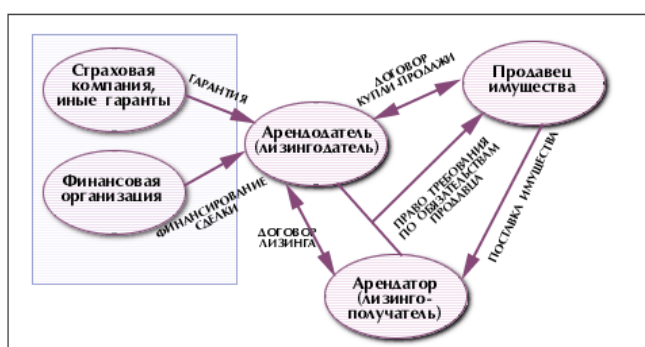 Страховая
компания,
иные гаранты
ГАРАНТИЯ
ДОГОВОР
КУПЛИ-ПРОДАЖИ
Продавец
имущества
Арендодатель
(лизингодатель)
Финансовая
организация
ФИНАНСИРОВАНИЕ
СДЕЛКИ
ДОГОВОР
ЛИЗИНГА
ПРАВО ТРЕБОВАНИЯ
ПО ОБЯЗАТЕЛЬСТВАМ
ПРОДАВЦА
ПОСТАВКА ИМУЩЕСТВА
Арендатор
(лизинго-
получатель)